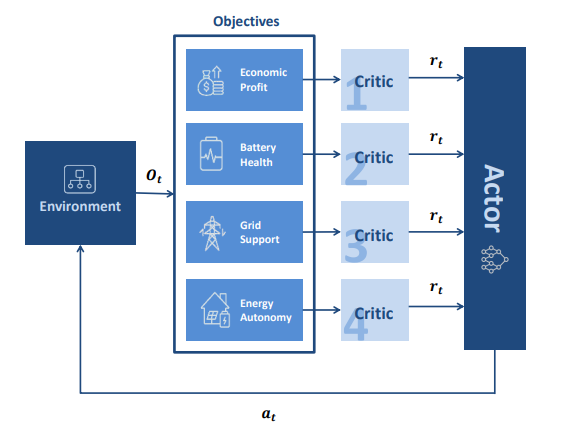 Objectives
Economic
Profit
1
Critic
r_t
Battery
Health
2
Critic
r_t
Environment
O_t
Grid
Support
3
Critic
r_t
Energy
Autonomy
4
Critic
r_t
Actor
a_t